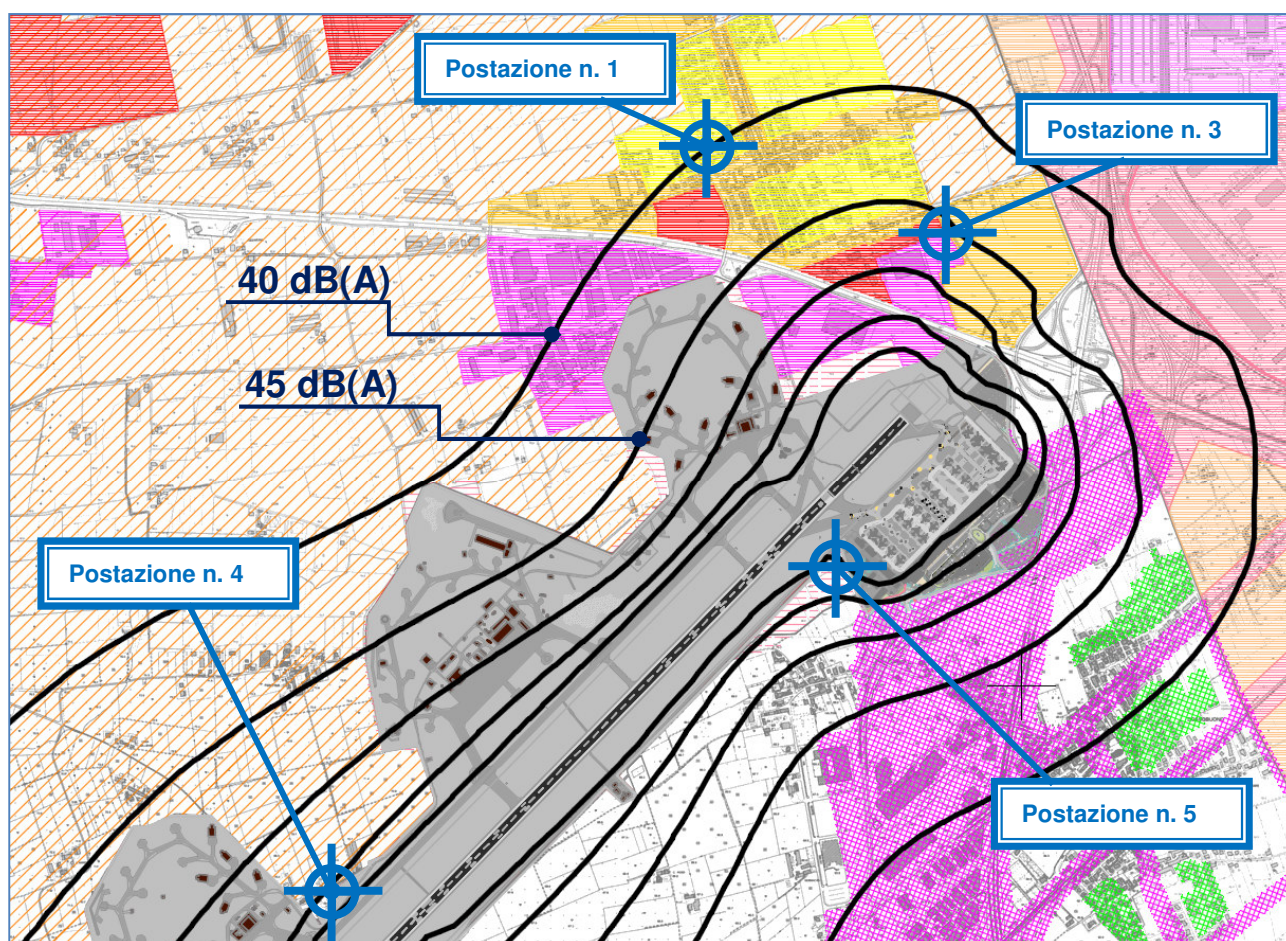 Postazione n. 1
Postazione n. 3
40 dB(A)
45 dB(A)
Postazione n. 4
Postazione n. 5